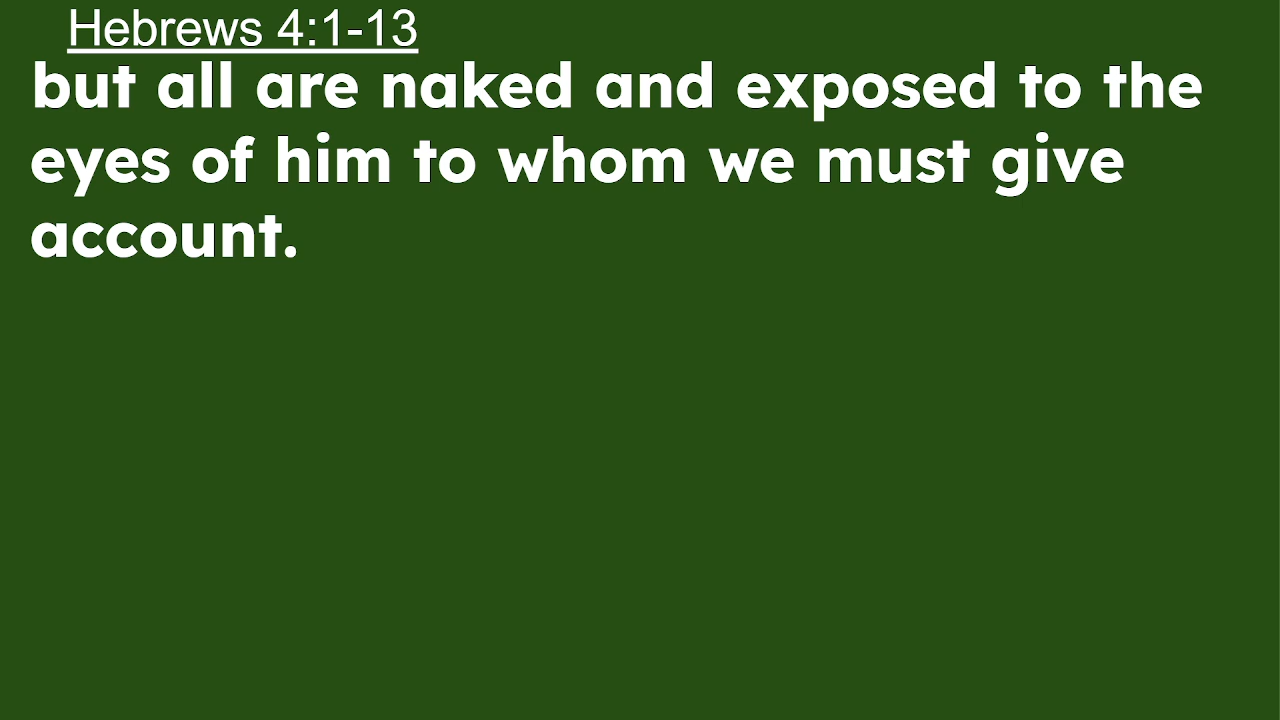 Hebrews 4:1-13
but all are naked and exposed to the
eyes of him to whom we must give
account.